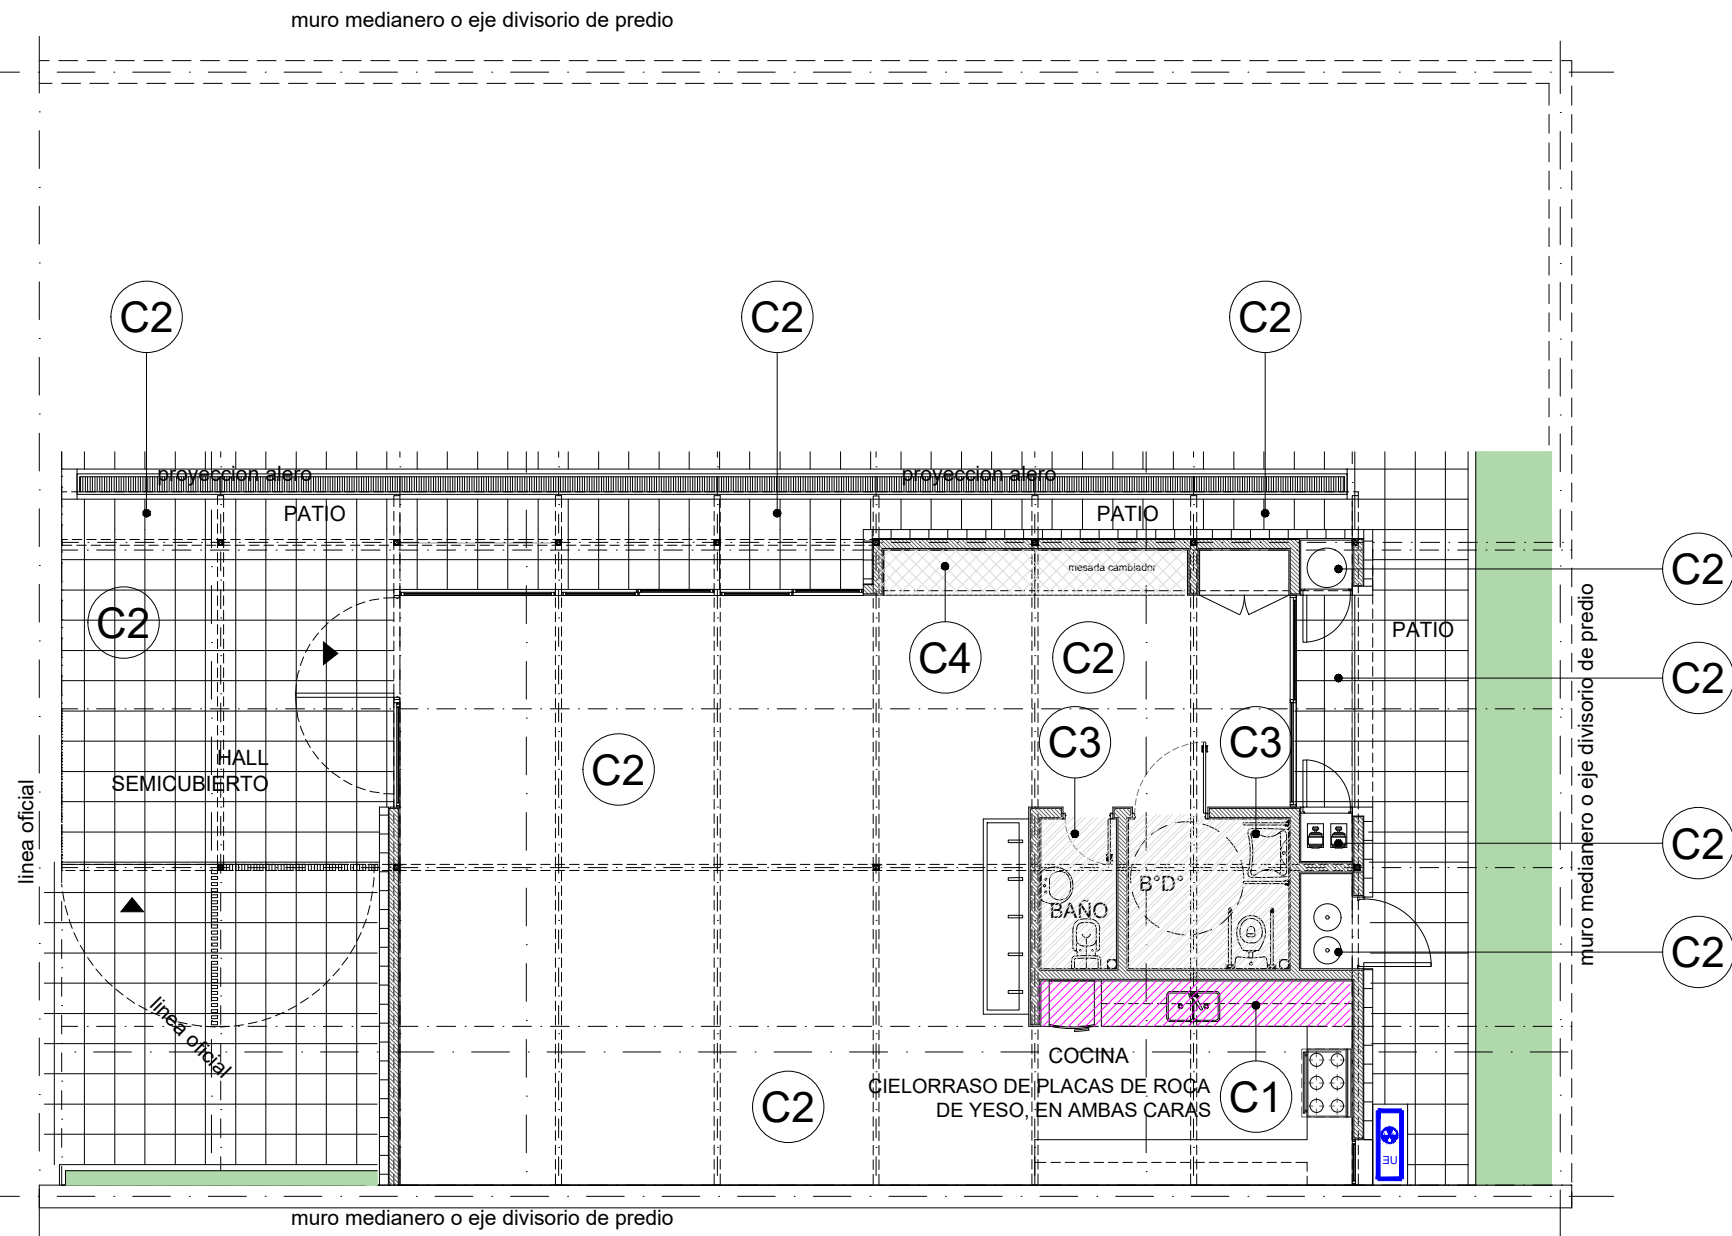 muro medianero o eje divisorio de predio
C2
C2
C2
proyeccion alero
proyeccion alero
PATIO
PATIO
mesada cambiador
C2
C2
C4
C2
PATIO
C2
muro medianero o eje divisorio de predio
C3
C3
C2
HALL
SEMICUBIERTO
linea oficial
C2
B°D°
BAÑO
C2
linea oficial
COCINA
CIELORRASO DE PLACAS DE ROCA
DE YESO, EN AMBAS CARAS
C1
C2
UE
muro medianero o eje divisorio de predio